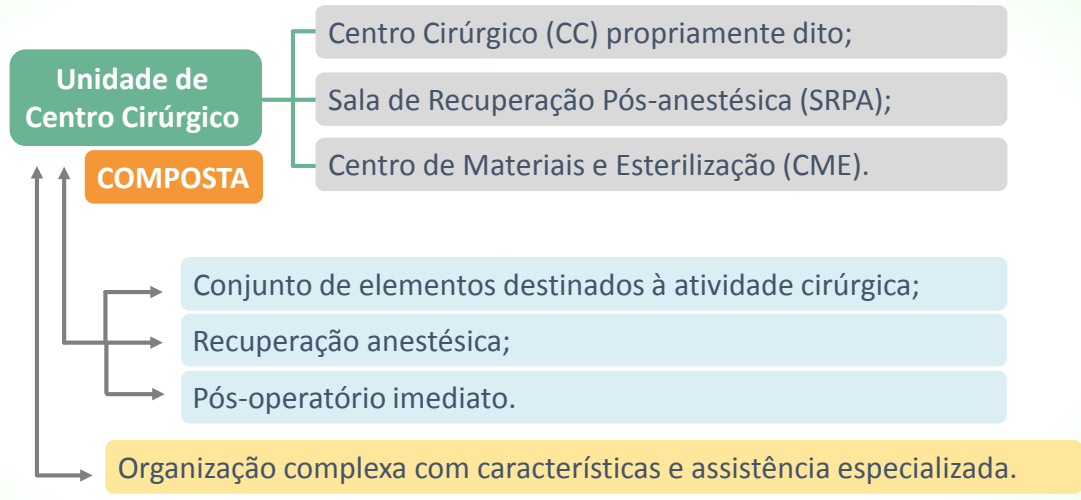 Unidade de
Centro Cirúrgico
COMPOSTA
Centro Cirúrgico (CC) propriamente dito;
Sala de Recuperação Pós-anestésica (SRPA);
Centro de Materiais e Esterilização (CME).
Conjunto de elementos destinados à atividade cirúrgica;
Recuperação anestésica;
Pós-operatório imediato.
Organização complexa com características e assistência especializada.